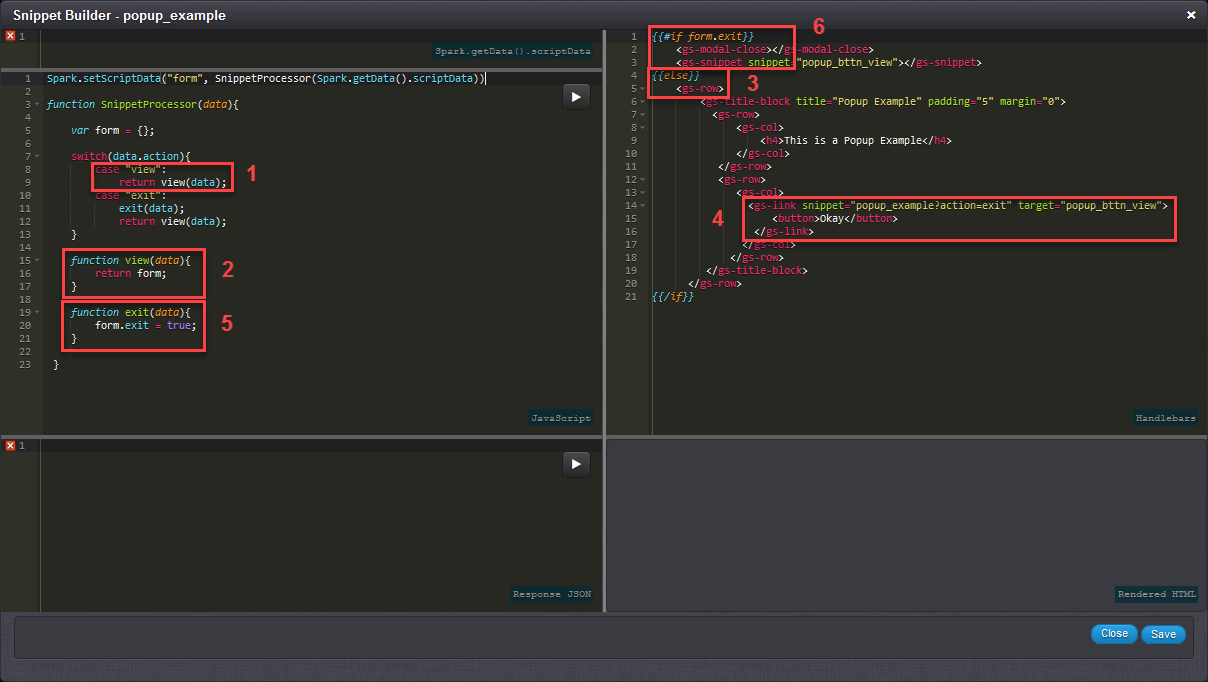 Snippet Builder - popup_example
1
Spark.getData().scriptData
1 Spark.setScriptData("form", SnippetProcessor(Spark.getData().scriptData))
2
3 function SnippetProcessor(data){
4
5 var form = {};
6
7 switch(data.action){
8 case "view":
9 return view(data);
1
10 case "exit":
11 exit(data);
12 return view(data);
13 }
14
15 function view(data){
16 return form;
17 }
2
18
19 function exit(data){
20 form.exit = true;
21 }
5
22
23 }
JavaScript
1 {{#if form.exit}}
2 <gs-modal-close></gs-modal-close>
3 <gs-snippet snippet="popup_bttn_view"></gs-snippet>
6
4 {{else}}
5 <gs-row>
3
6 <gs-title-block title="Popup Example" padding="5" margin="0">
7 <gs-row>
8 <gs-col>
9 <h4>This is a Popup Example</h4>
10 </gs-col>
11 </gs-row>
12 <gs-row>
13 <gs-col>
14 <gs-link snippet="popup_example?action=exit" target="popup_bttn_view">
15 <button>Okay</button>
16 </gs-link>
4
17 </gs-col>
18 </gs-row>
19 </gs-title-block>
20 </gs-row>
21 {{/if}}
Handlebars
1
Response JSON
Rendered HTML
Close
Save